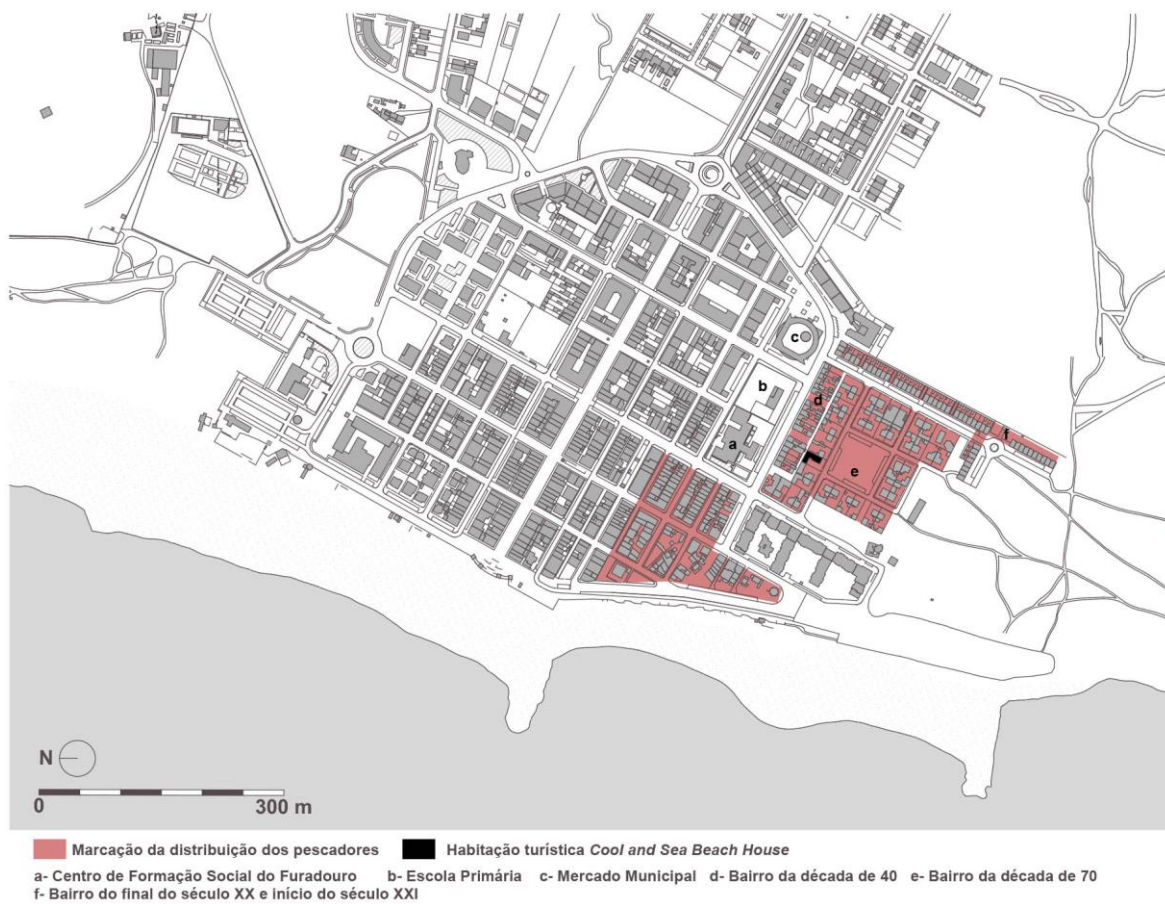 c
b
d
a
f
e
N
0 300 m
Marcação da distribuição dos pescadores Habitação turística Cool and Sea Beach House
a- Centro de Formação Social do Furadouro b- Escola Primária c- Mercado Municipal d- Bairro da década de 40 e- Bairro da década de 70
f- Bairro do final do século XX e início do século XXI